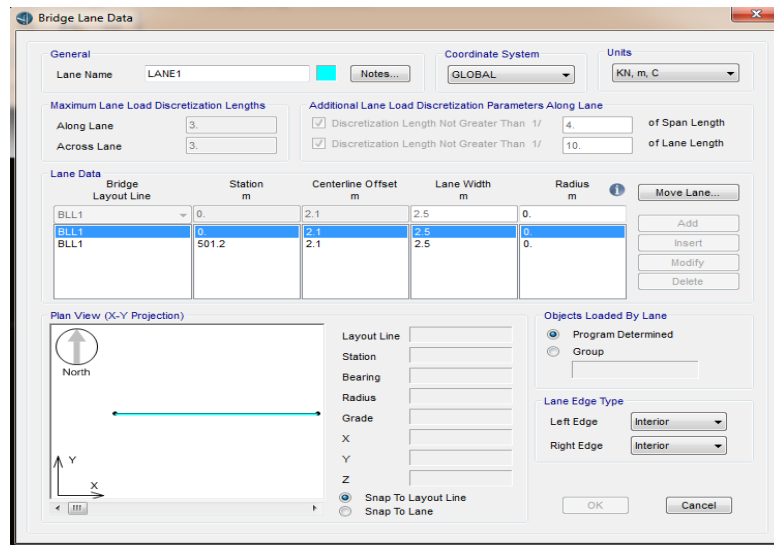 Bridge Lane Data
General
Lane Name LANE1 Notes...
Coordinate System
GLOBAL
Units
KN, m, C
Maximum Lane Load Discretization Lengths
Along Lane 3.
Across Lane 3.
Additional Lane Load Discretization Parameters Along Lane
Discretization Length Not Greater Than 1/ 4. of Span Length
Discretization Length Not Greater Than 1/ 10. of Lane Length
Lane Data
Bridge Layout Line Station m Centerline Offset m Lane Width m Radius m
BLL1 0. 2.1 2.5 0.
BLL1 0. 2.1 2.5 0.
BLL1 501.2 2.1 2.5 0.
Move Lane...
Add
Insert
Modify
Delete
Plan View (X-Y Projection)
North
Y
X
Layout Line
Station
Bearing
Radius
Grade
X
Y
Z
Snap To Layout Line
Snap To Lane
Objects Loaded By Lane
Program Determined
Group
Lane Edge Type
Left Edge Interior
Right Edge Interior
OK
Cancel